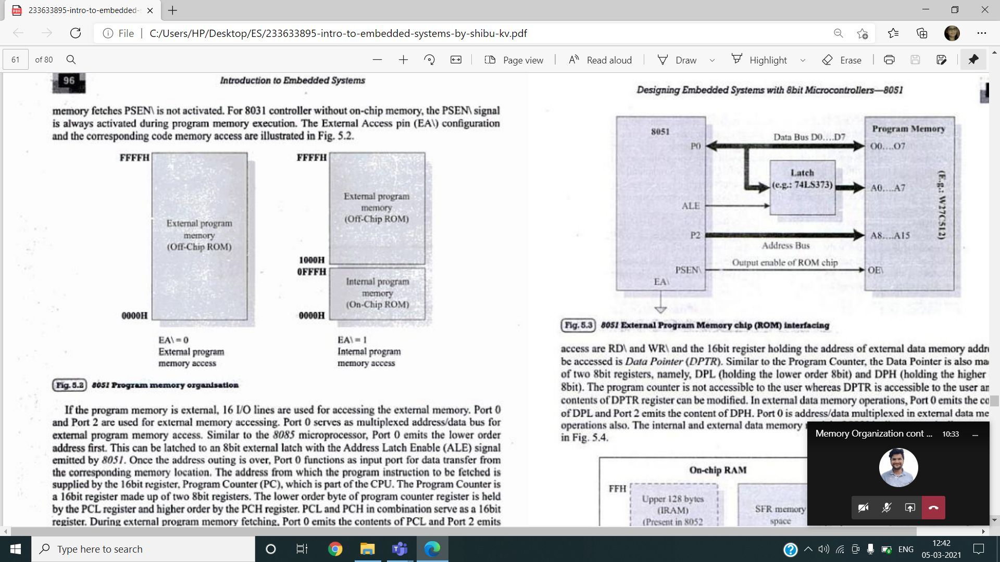 233633895-intro-to-embedded-s
File
C:/Users/HP/Desktop/ES/233633895-intro-to-embedded-systems-by-shibu-kv.pdf
61 of 80
Page view
Read aloud
Draw
Highlight
Erase
96
Introduction to Embedded Systems
memory fetches PSEN\ is not activated. For 8031 controller without on-chip memory, the PSEN\ signal
is always activated during program memory execution. The External Access pin (EA\) configuration
and the corresponding code memory access are illustrated in Fig. 5.2.
FFFFH
External program
memory
(Off-Chip ROM)
0000H
EA\ = 0
External program
memory access
FFFFH
External program
memory
(Off-Chip ROM)
1000H
0FFFH
Internal program
memory
(On-Chip ROM)
0000H
EA\ = 1
Internal program
memory access
Fig. 5.2 8051 Program memory organisation
If the program memory is external, 16 I/O lines are used for accessing the external memory. Port 0
and Port 2 are used for external memory accessing. Port 0 serves as multiplexed address/data bus for
external program memory access. Similar to the 8085 microprocessor, Port 0 emits the lower order
address first. This can be latched to an 8bit external latch with the Address Latch Enable (ALE) signal
emitted by 8051. Once the address outing is over, Port 0 functions as input port for data transfer from
the corresponding memory location. The address from which the program instruction to be fetched is
supplied by the 16bit register, Program Counter (PC), which is part of the CPU. The Program Counter is
a 16bit register made up of two 8bit registers. The lower order byte of program counter register is held
by the PCL register and higher order by the PCH register. PCL and PCH in combination serve as a 16bit
register. During external program memory fetching, Port 0 emits the contents of PCL and Port 2 emits
Designing Embedded Systems with 8bit Microcontrollers—8051
8051
P0
ALE
P2
PSEN\
EA\
Data Bus D0....D7
Latch
(e.g.: 74LS373)
Address Bus
Output enable of ROM chip
Program Memory
O0....O7
A0....A7
A8....A15
OE\
(E.g.: W27C512)
Fig. 5.3 8051 External Program Memory chip (ROM) interfacing
access are RD\ and WR\ and the 16bit register holding the address of external data memory addre
be accessed is Data Pointer (DPTR). Similar to the Program Counter, the Data Pointer is also ma
of two 8bit registers, namely, DPL (holding the lower order 8bit) and DPH (holding the higher
8bit). The program counter is not accessible to the user whereas DPTR is accessible to the user an
contents of DPTR register can be modified. In external data memory operations, Port 0 emits the co
of DPL and Port 2 emits the content of DPH. Port 0 is address/data multiplexed in external data me
operations also. The internal and external data memory
in Fig. 5.4.
On-chip RAM
FFH
Upper 128 bytes
(IRAM)
(Present in 8052
SFR memory
space
Memory Organization cont ...
10:33
Type here to search
ENG
12:42
05-03-2021